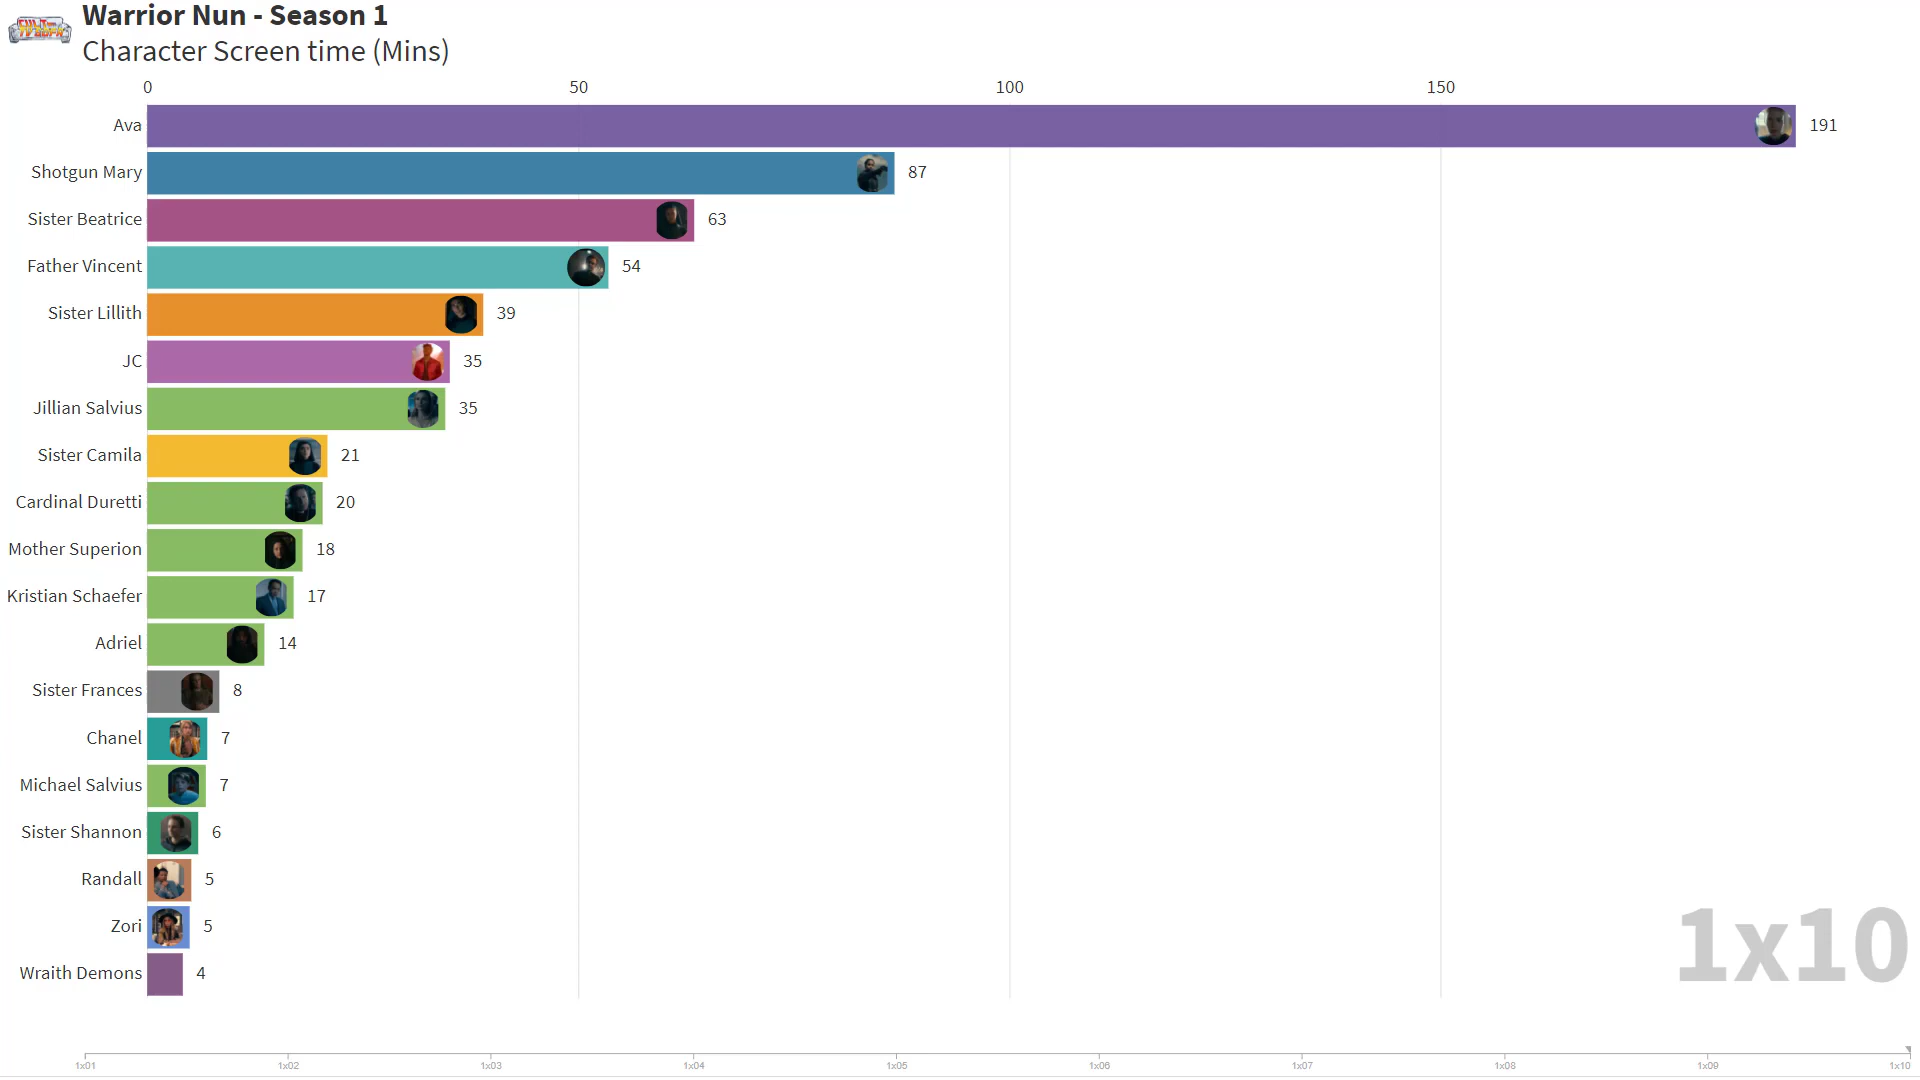 CULT
TV SOFA
Warrior Nun - Season 1
Character Screen time (Mins)
0 50 100 150
Ava 191
Shotgun Mary 87
Sister Beatrice 63
Father Vincent 54
Sister Lillith 39
JC 35
Jillian Salvius 35
Sister Camila 21
Cardinal Duretti 20
Mother Superion 18
Kristian Schaefer 17
Adriel 14
Sister Frances 8
Chanel 7
Michael Salvius 7
Sister Shannon 6
Randall 5
Zori 5
Wraith Demons 4
1x10
1x01 1x02 1x03 1x04 1x05 1x06 1x07 1x08 1x09 1x10